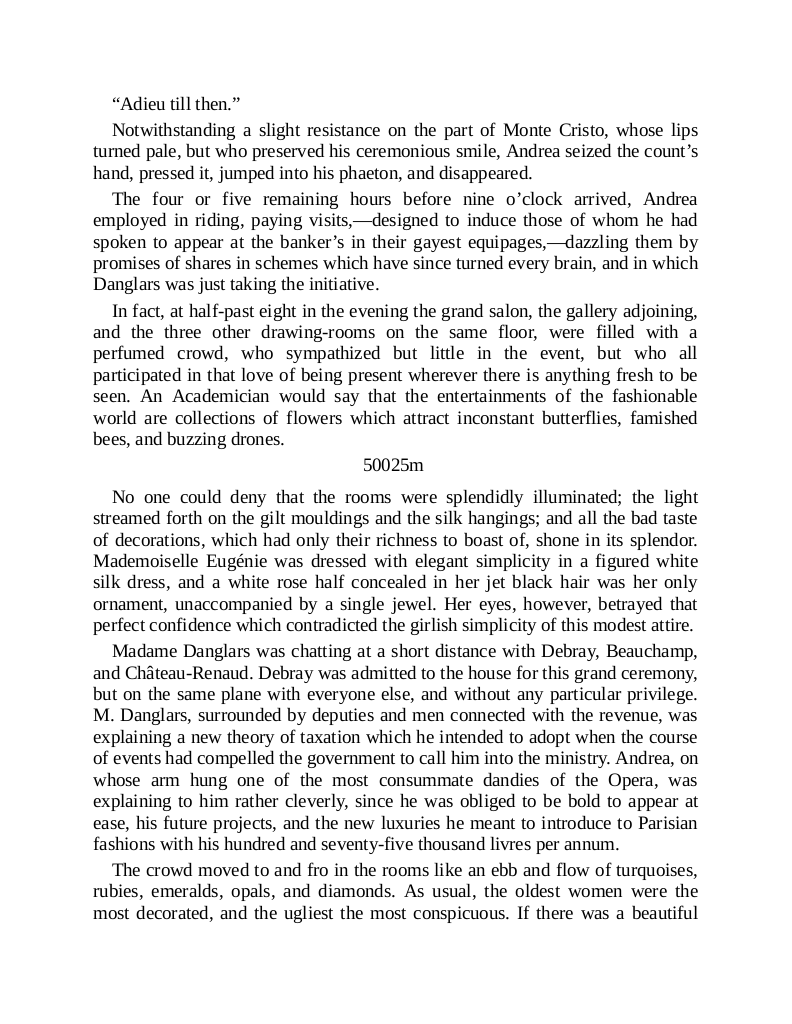 “Adieu till then.”
Notwithstanding a slight resistance on the part of Monte Cristo, whose lips
turned pale, but who preserved his ceremonious smile, Andrea seized the count’s
hand, pressed it, jumped into his phaeton, and disappeared.
The four or five remaining hours before nine o’clock arrived, Andrea
employed in riding, paying visits,—designed to induce those of whom he had
spoken to appear at the banker’s in their gayest equipages,—dazzling them by
promises of shares in schemes which have since turned every brain, and in which
Danglars was just taking the initiative.
In fact, at half-past eight in the evening the grand salon, the gallery adjoining,
and the three other drawing-rooms on the same floor, were filled with a
perfumed crowd, who sympathized but little in the event, but who all
participated in that love of being present wherever there is anything fresh to be
seen. An Academician would say that the entertainments of the fashionable
world are collections of flowers which attract inconstant butterflies, famished
bees, and buzzing drones.
50025m
No one could deny that the rooms were splendidly illuminated; the light
streamed forth on the gilt mouldings and the silk hangings; and all the bad taste
of decorations, which had only their richness to boast of, shone in its splendor.
Mademoiselle Eugénie was dressed with elegant simplicity in a figured white
silk dress, and a white rose half concealed in her jet black hair was her only
ornament, unaccompanied by a single jewel. Her eyes, however, betrayed that
perfect confidence which contradicted the girlish simplicity of this modest attire.
Madame Danglars was chatting at a short distance with Debray, Beauchamp,
and Château-Renaud. Debray was admitted to the house for this grand ceremony,
but on the same plane with everyone else, and without any particular privilege.
M. Danglars, surrounded by deputies and men connected with the revenue, was
explaining a new theory of taxation which he intended to adopt when the course
of events had compelled the government to call him into the ministry. Andrea, on
whose arm hung one of the most consummate dandies of the Opera, was
explaining to him rather cleverly, since he was obliged to be bold to appear at
ease, his future projects, and the new luxuries he meant to introduce to Parisian
fashions with his hundred and seventy-five thousand livres per annum.
The crowd moved to and fro in the rooms like an ebb and flow of turquoises,
rubies, emeralds, opals, and diamonds. As usual, the oldest women were the
most decorated, and the ugliest the most conspicuous. If there was a beautiful